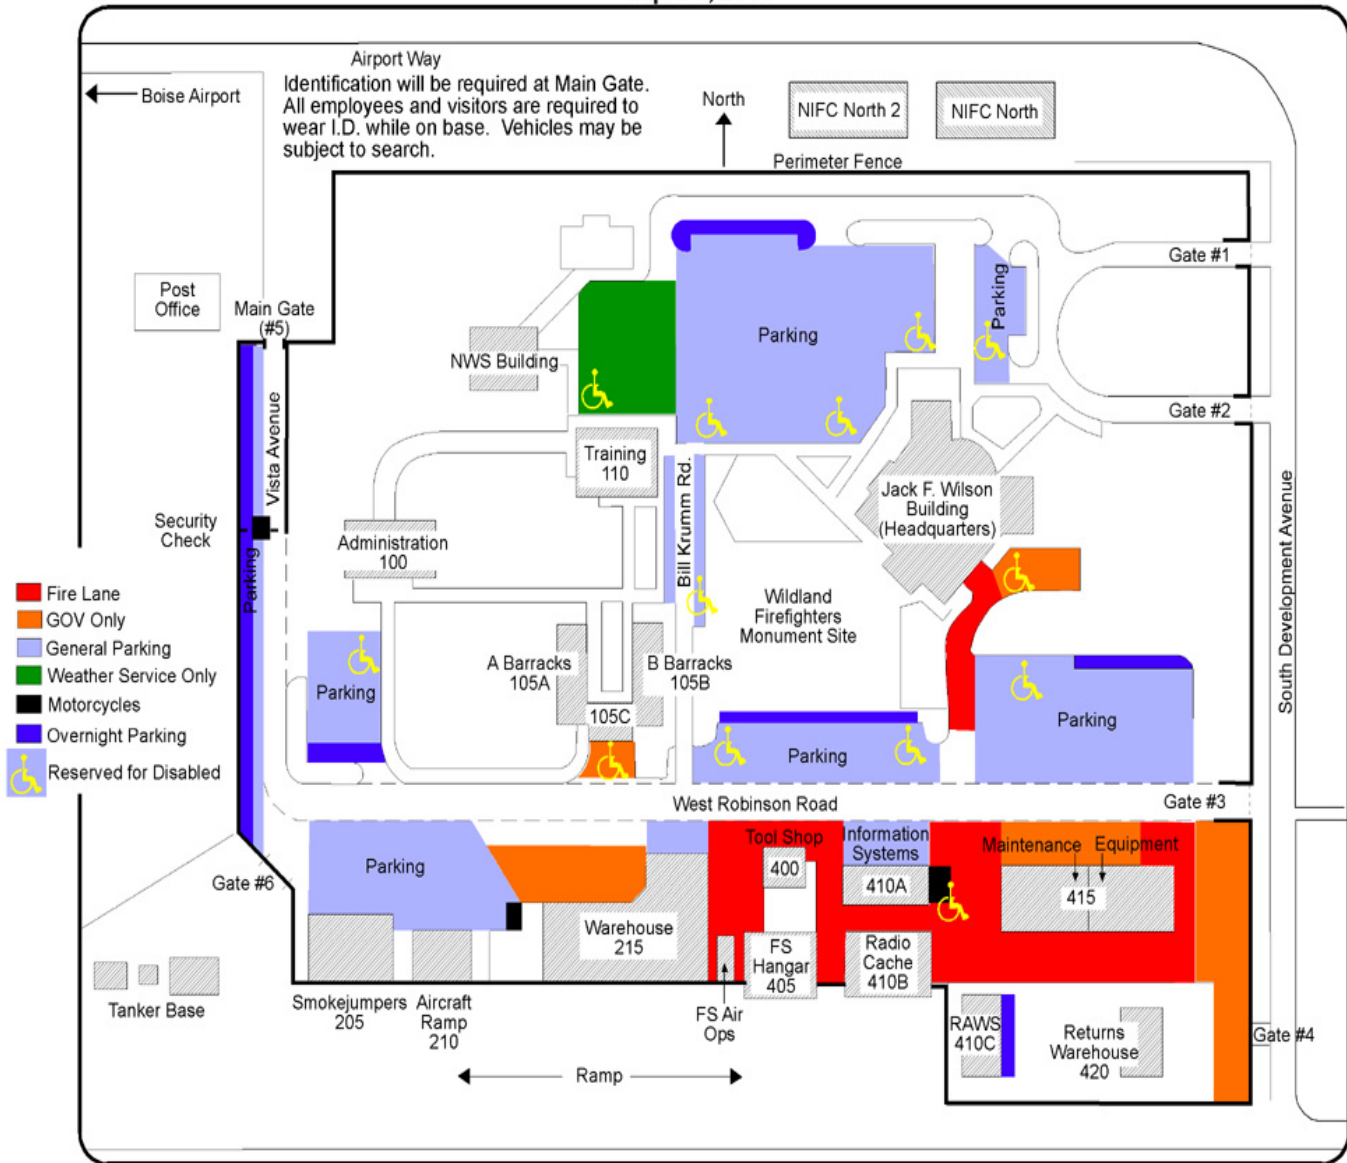 Airport Way
Identification will be required at Main Gate.
All employees and visitors are required to
wear I.D. while on base. Vehicles may be
subject to search.
Boise Airport
North
NIFC North 2
NIFC North
Perimeter Fence
Gate #1
Post
Office
Main Gate
(#5)
Parking
Parking
NWS Building
Gate #2
Vista Avenue
Training
110
Bill Krumm Rd.
Jack F. Wilson
Building
(Headquarters)
South Development Avenue
Security
Check
Administration
100
Parking
Fire Lane
GOV Only
General Parking
Weather Service Only
Motorcycles
Overnight Parking
Reserved for Disabled
Wildland
Firefighters
Monument Site
A Barracks
105A
B Barracks
105B
105C
Parking
Parking
Parking
West Robinson Road
Gate #3
Parking
Gate #6
Tool Shop
400
Information
Systems
410A
Maintenance
Equipment
415
Warehouse
215
FS
Hangar
405
Radio
Cache
410B
Tanker Base
Smokejumpers
205
Aircraft
Ramp
210
FS Air
Ops
RAWS
410C
Returns
Warehouse
420
Gate #4
Ramp